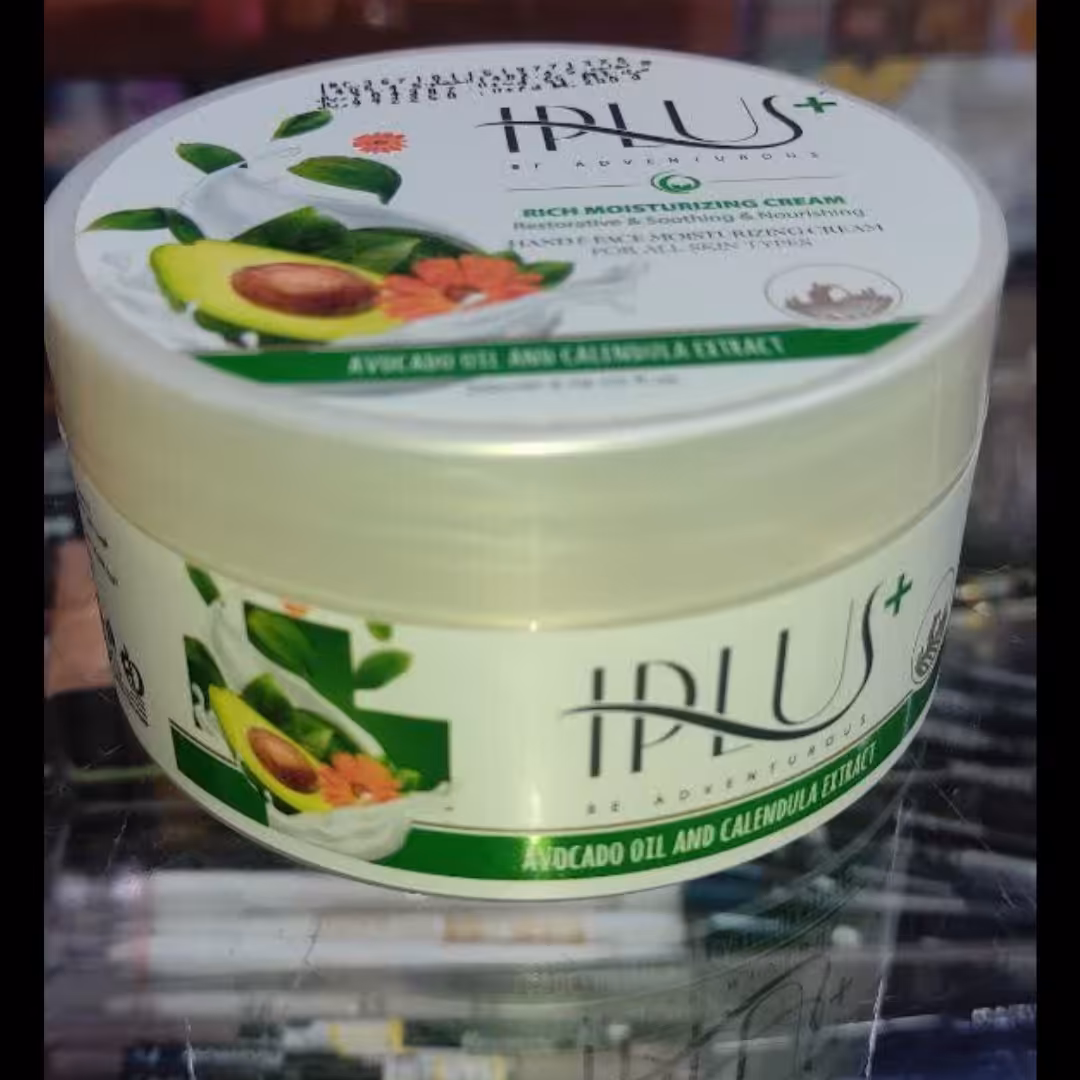 IPLUS+
BE ADVENTUROUS
RICH MOISTURIZING CREAM
Restorative & Soothing & Nourishing
HAND & FACE MOISTURIZING CREAM
FOR ALL SKIN TYPES
AVOCADO OIL AND CALENDULA EXTRACT
IPLUS+
BE ADVENTUROUS
AVOCADO OIL AND CALENDULA EXTRACT